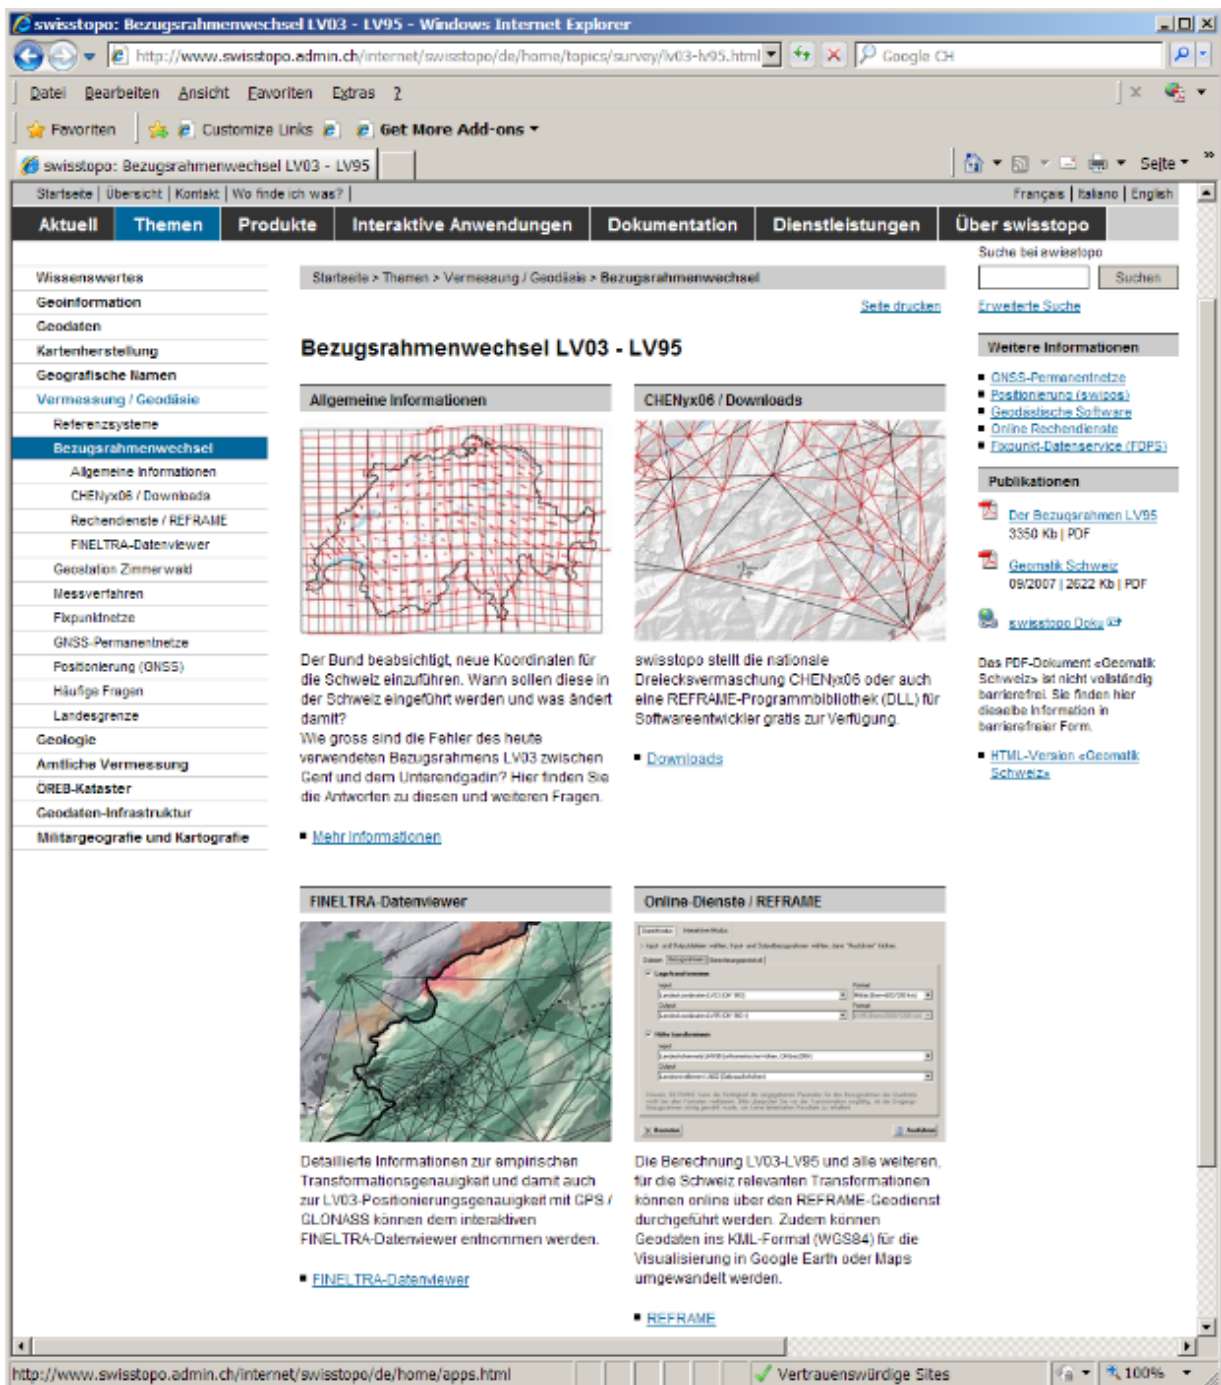 swisstopo: Bezugsrahmenwechsel LV03 - LV95 - Windows Internet Explorer
http://www.swisstopo.admin.ch/internet/swisstopo/de/home/topics/survey/lv03-lv95.html
Google CH
Datei Bearbeiten Ansicht Favoriten Extras ?
Favoriten Customize Links Get More Add-ons
swisstopo: Bezugsrahmenwechsel LV03 - LV95
Seite
Startseite | Übersicht | Kontakt | Wo finde ich was? |
Français | Italiano | English
Aktuell Themen Produkte Interaktive Anwendungen Dokumentation Dienstleistungen Über swisstopo
Wissenswertes
Geoinformation
Geodaten
Kartenherstellung
Geografische Namen
Vermessung / Geodäsie
Referenzsysteme
Bezugsrahmenwechsel
Allgemeine Informationen
CHENyx06 / Downloads
Rechendienste / REFRAME
FINELTRA-Datenviewer
Geostation Zimmerwald
Messverfahren
Fixpunktnetze
GNSS-Permanentnetze
Positionierung (GNSS)
Häufige Fragen
Landesgrenze
Geologie
Amtliche Vermessung
ÖREB-Kataster
Geodaten-Infrastruktur
Militärgeografie und Kartografie
Startseite > Themen > Vermessung / Geodäsie > Bezugsrahmenwechsel
Seite drucken
Bezugsrahmenwechsel LV03 - LV95
Allgemeine Informationen
Der Bund beabsichtigt, neue Koordinaten für
die Schweiz einzuführen. Wann sollen diese in
der Schweiz eingeführt werden und was ändert
damit?
Wie gross sind die Fehler des heute
verwendeten Bezugsrahmens LV03 zwischen
Genf und dem Unterengadin? Hier finden Sie
die Antworten zu diesen und weiteren Fragen.
Mehr Informationen
CHENyx06 / Downloads
swisstopo stellt die nationale
Dreiecksvermaschung CHENyx06 oder auch
eine REFRAME-Programmbibliothek (DLL) für
Softwareentwickler gratis zur Verfügung.
Downloads
FINELTRA-Datenviewer
Detaillierte Informationen zur empirischen
Transformationsgenauigkeit und damit auch
zur LV03-Positionierungsgenauigkeit mit GPS /
GLONASS können dem interaktiven
FINELTRA-Datenviewer entnommen werden.
FINELTRA-Datenviewer
Online-Dienste / REFRAME
Input
Output
Format
Input
Output
Die Berechnung LV03-LV95 und alle weiteren,
für die Schweiz relevanten Transformationen
können online über den REFRAME-Geodienst
durchgeführt werden. Zudem können
Geodaten ins KML-Format (WGS84) für die
Visualisierung in Google Earth oder Maps
umgewandelt werden.
REFRAME
Suche bei swisstopo
Suchen
Erweiterte Suche
Weitere Informationen
GNSS-Permanentnetze
Positionierung (swipos)
Geodätische Software
Online Rechendienste
Fixpunkt-Datenservice (FDPS)
Publikationen
Der Bezugsrahmen LV95
3350 Kb | PDF
Geomatik Schweiz
09/2007 | 2622 Kb | PDF
swisstopo Doku
Das PDF-Dokument «Geomatik
Schweiz» ist nicht vollständig
barrierefrei. Sie finden hier
dieselbe Information in
barrierefreier Form.
HTML-Version «Geomatik
Schweiz»
http://www.swisstopo.admin.ch/internet/swisstopo/de/home/apps.html
Vertrauenswürdige Sites
100%